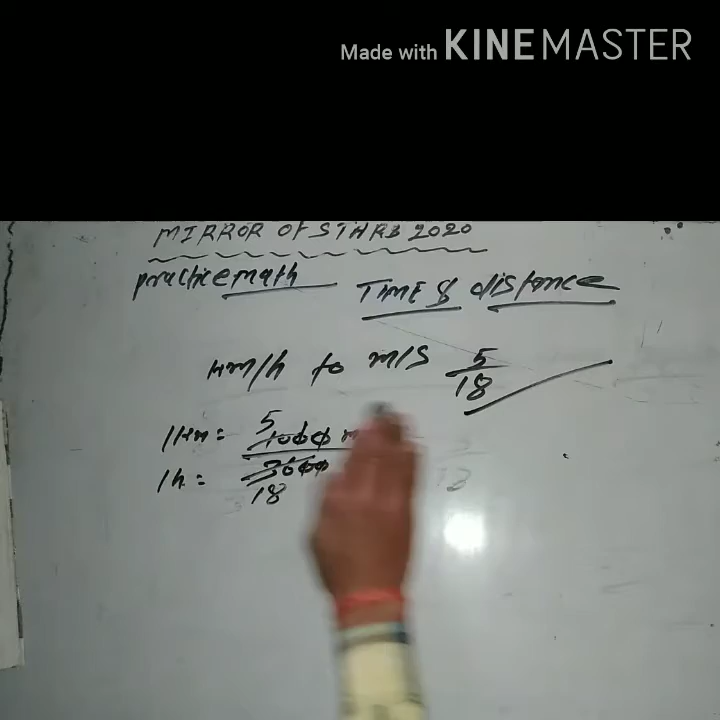 Made with KINEMASTER
MIRROR OF STHRB 2020
practice math
TIME & distance
Km/h to m/s 5/18
5
1km = 1000 m
1h = 3600
18